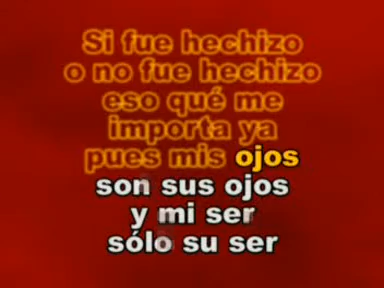 Si fue hechizo
o no fue hechizo
eso qué me
importa ya
pues mis ojos
son sus ojos
y mi ser
sólo su ser